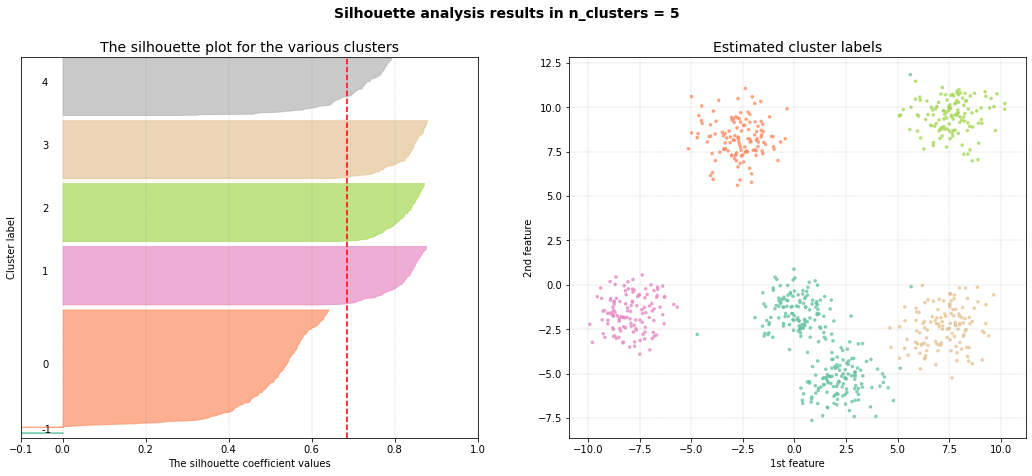 Silhouette analysis results in n_clusters = 5
The silhouette plot for the various clusters
Cluster label
4
3
2
1
0
-1
−0.1 0.0 0.2 0.4 0.6 0.8 1.0
The silhouette coefficient values
Estimated cluster labels
2nd feature
12.5
10.0
7.5
5.0
2.5
0.0
−2.5
−5.0
−7.5
−10.0 −7.5 −5.0 −2.5 0.0 2.5 5.0 7.5 10.0
1st feature